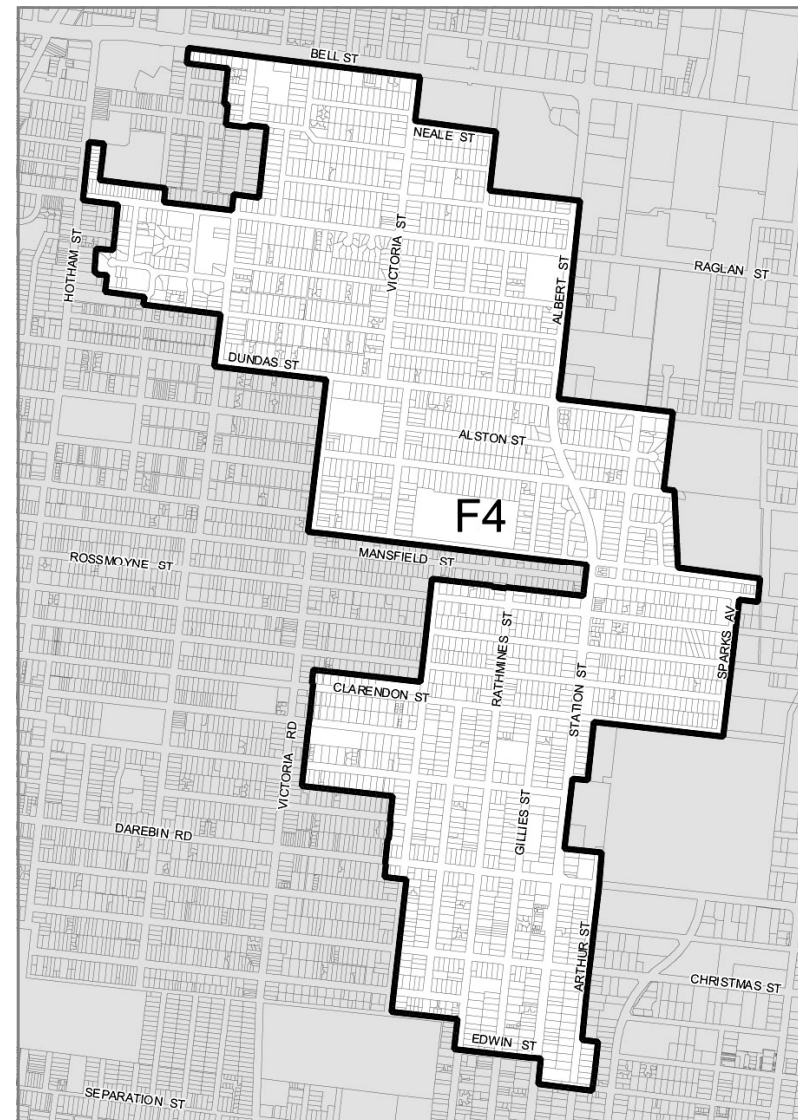 BELL ST
NEALE ST
VICTORIA ST
HOTHAM ST
ALBERT ST
RAGLAN ST
DUNDAS ST
ALSTON ST
F4
MANSFIELD ST
ROSSMOYNE ST
RATHMINES ST
SPARKS AV
CLARENDON ST
STATION ST
VICTORIA RD
GILLIES ST
DAREBIN RD
ARTHUR ST
CHRISTMAS ST
EDWIN ST
SEPARATION ST